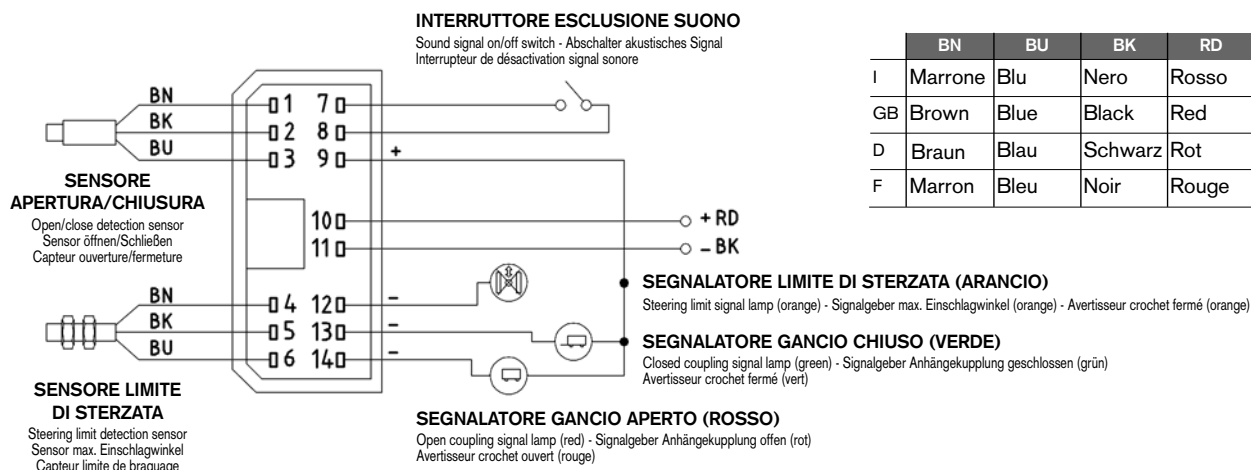 INTERRUTTORE ESCLUSIONE SUONO
Sound signal on/off switch - Abschalter akustisches Signal
Interrupteur de désactivation signal sonore
BN BU BK RD
I Marrone Blu Nero Rosso
GB Brown Blue Black Red
D Braun Blau Schwarz Rot
F Marron Bleu Noir Rouge
BN 1 7
BK 2 8
BU 3 9 +
SENSORE
APERTURA/CHIUSURA
Open/close detection sensor
Sensor öffnen/Schließen
Capteur ouverture/fermeture
10 + RD
11 – BK
BN 4 12 –
BK 5 13 –
BU 6 14 –
SEGNALATORE LIMITE DI STERZATA (ARANCIO)
Steering limit signal lamp (orange) - Signalgeber max. Einschlagwinkel (orange) - Avertisseur crochet fermé (orange)
SEGNALATORE GANCIO CHIUSO (VERDE)
Closed coupling signal lamp (green) - Signalgeber Anhängekupplung geschlossen (grün)
Avertisseur crochet fermé (vert)
SENSORE LIMITE
DI STERZATA
Steering limit detection sensor
Sensor max. Einschlagwinkel
Capteur limite de braquage
SEGNALATORE GANCIO APERTO (ROSSO)
Open coupling signal lamp (red) - Signalgeber Anhängekupplung offen (rot)
Avertisseur crochet ouvert (rouge)